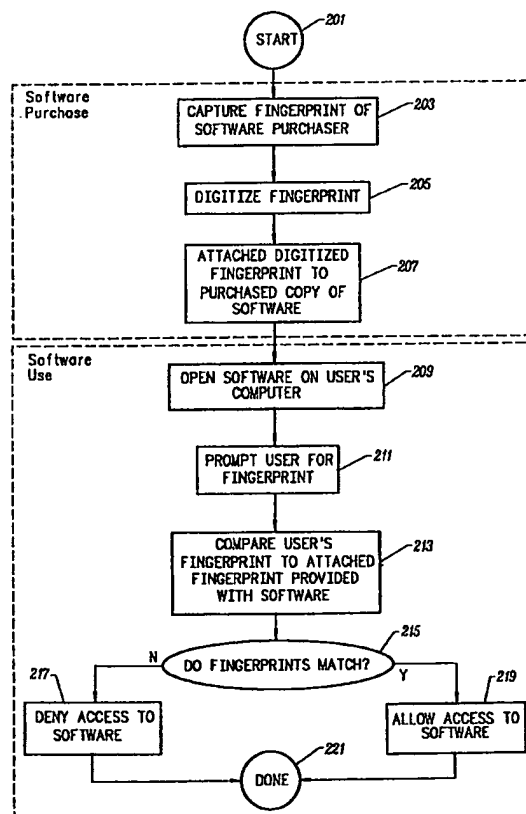 201
START
Software
Purchase
CAPTURE FINGERPRINT OF
SOFTWARE PURCHASER
203
DIGITIZE FINGERPRINT
205
ATTACHED DIGITIZED
FINGERPRINT TO
PURCHASED COPY OF
SOFTWARE
207
Software
Use
OPEN SOFTWARE ON USER'S
COMPUTER
209
PROMPT USER FOR
FINGERPRINT
211
COMPARE USER'S
FINGERPRINT TO ATTACHED
FINGERPRINT PROVIDED
WITH SOFTWARE
213
DO FINGERPRINTS MATCH?
215
N
Y
217
DENY ACCESS TO
SOFTWARE
219
ALLOW ACCESS TO
SOFTWARE
221
DONE